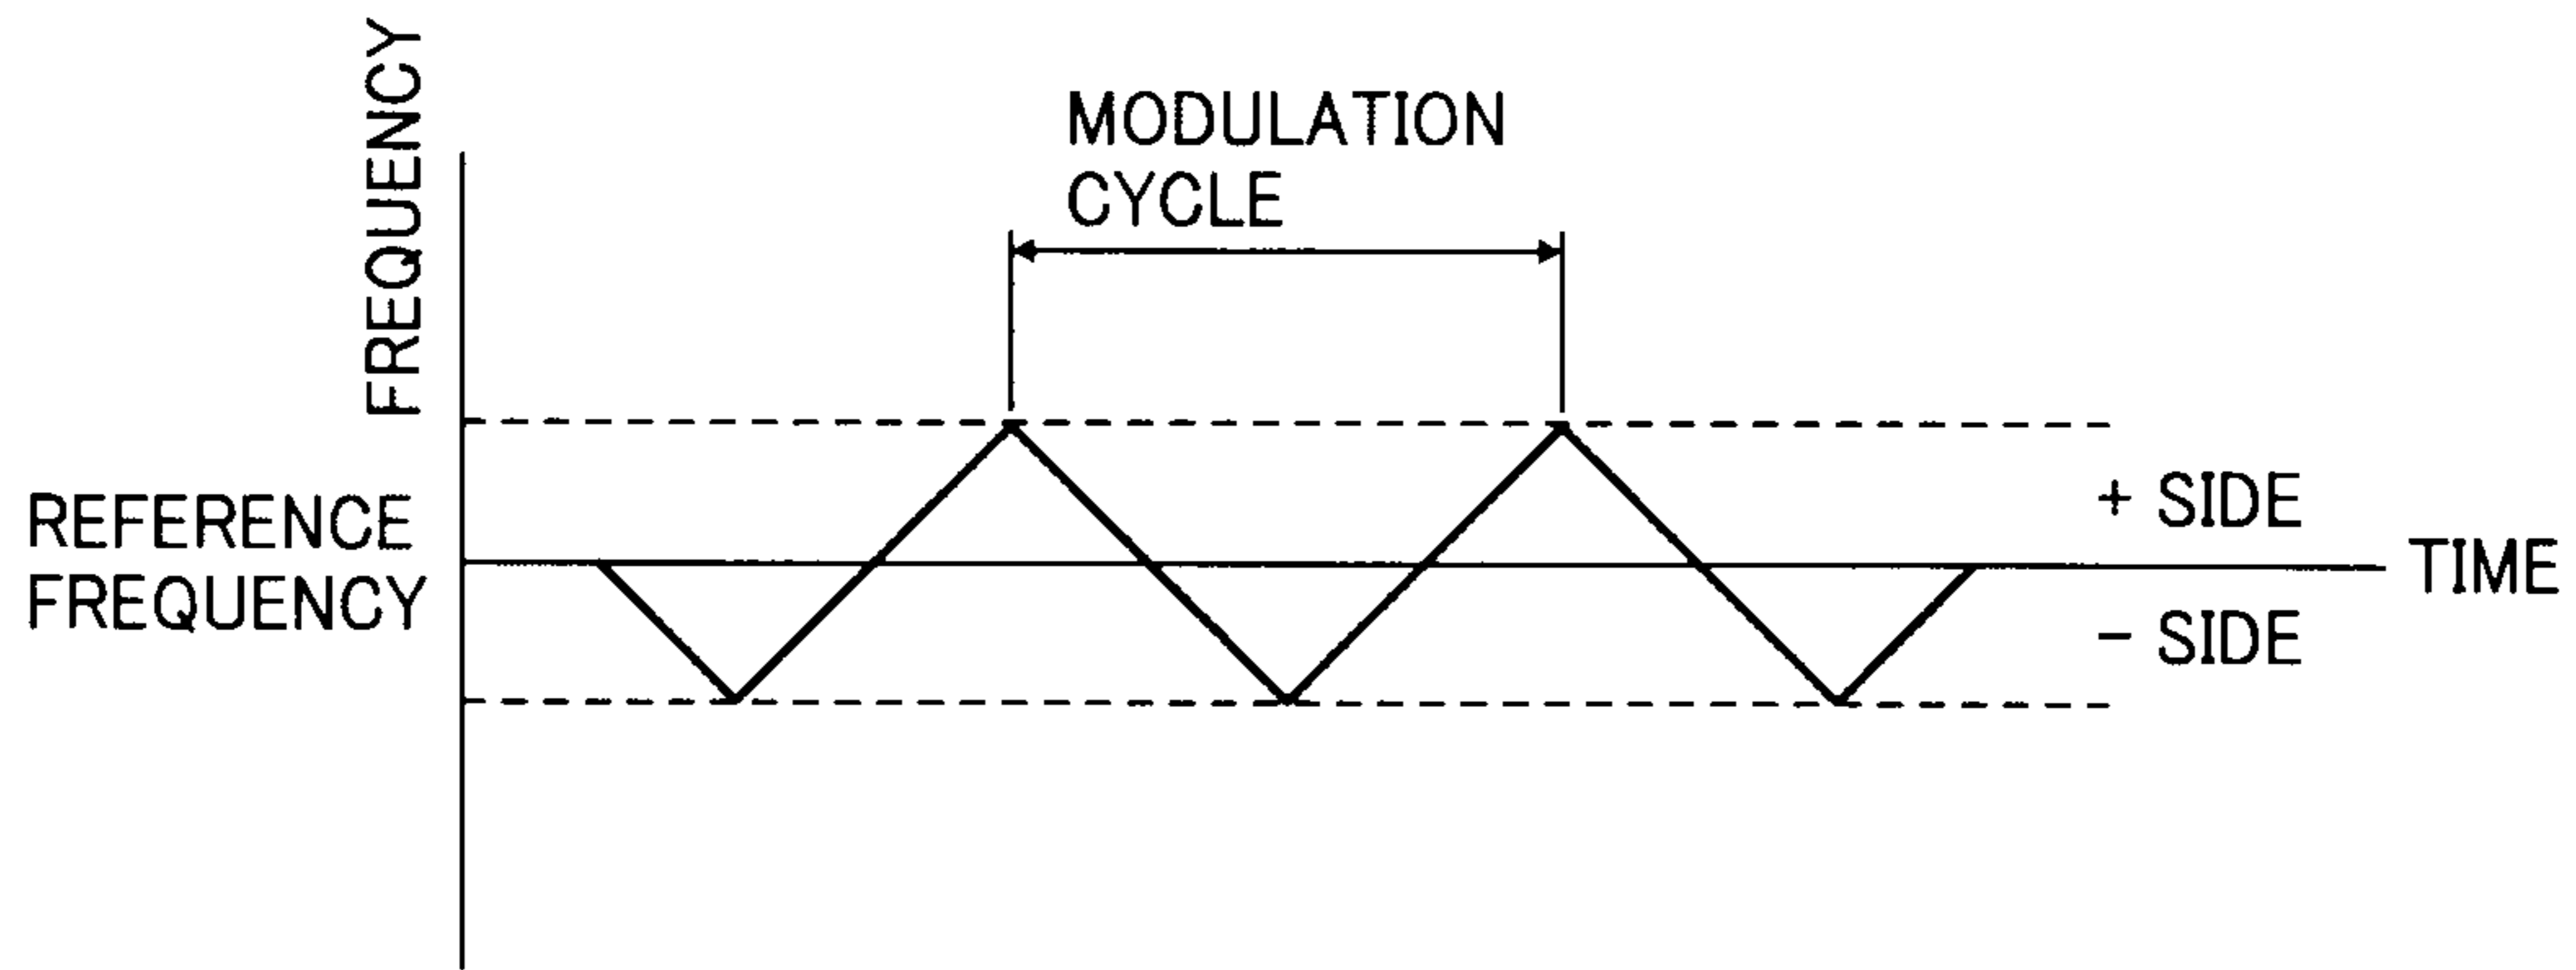 FREQUENCY
MODULATION
CYCLE
REFERENCE
FREQUENCY
+ SIDE
TIME
- SIDE